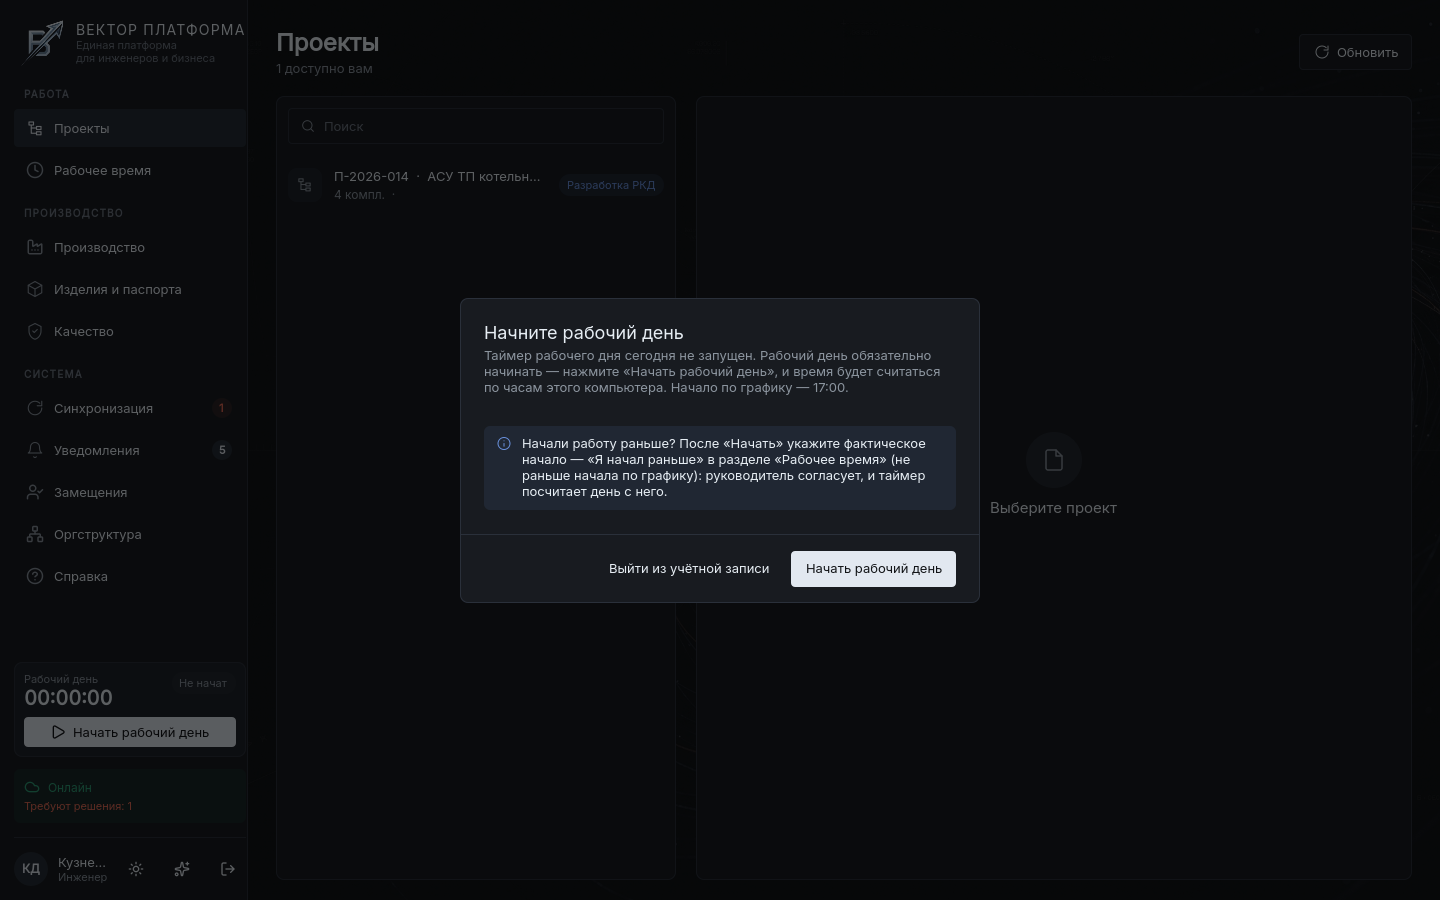 ВЕКТОР ПЛАТФОРМА
Единая платформа
для инженеров и бизнеса
РАБОТА
Проекты
Рабочее время
ПРОИЗВОДСТВО
Производство
Изделия и паспорта
Качество
СИСТЕМА
Синхронизация 1
Уведомления 5
Замещения
Оргструктура
Справка
Рабочий день
Не начат
00:00:00
Начать рабочий день
Онлайн
Требуют решения: 1
КД
Кузне...
Инженер
Проекты
1 доступно вам
Обновить
Поиск
П-2026-014 · АСУ ТП котельн...
4 компл. ·
Разработка РКД
Выберите проект
Начните рабочий день
Таймер рабочего дня сегодня не запущен. Рабочий день обязательно
начинать — нажмите «Начать рабочий день», и время будет считаться
по часам этого компьютера. Начало по графику — 17:00.
Начали работу раньше? После «Начать» укажите фактическое
начало — «Я начал раньше» в разделе «Рабочее время» (не
раньше начала по графику): руководитель согласует, и таймер
посчитает день с него.
Выйти из учётной записи
Начать рабочий день